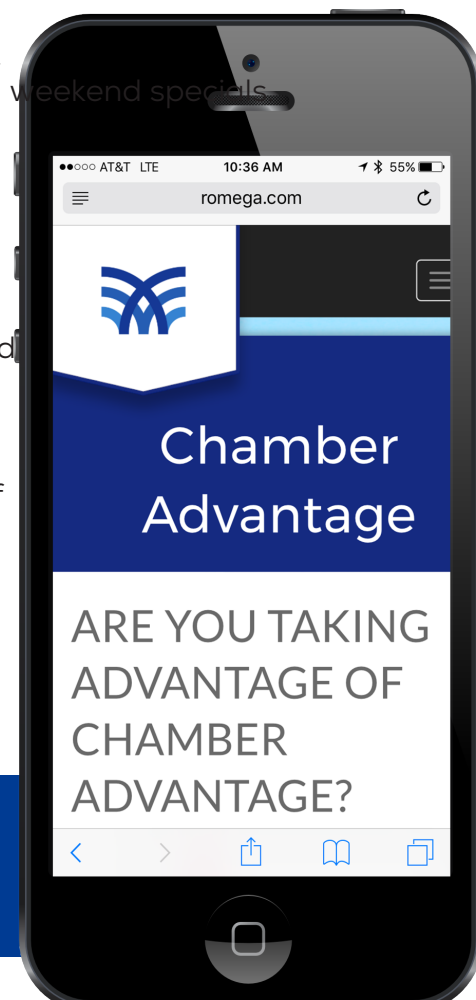 weekend specials
AT&T LTE 10:36 AM 55%
romega.com
d
f
Chamber
Advantage
ARE YOU TAKING
ADVANTAGE OF
CHAMBER
ADVANTAGE?